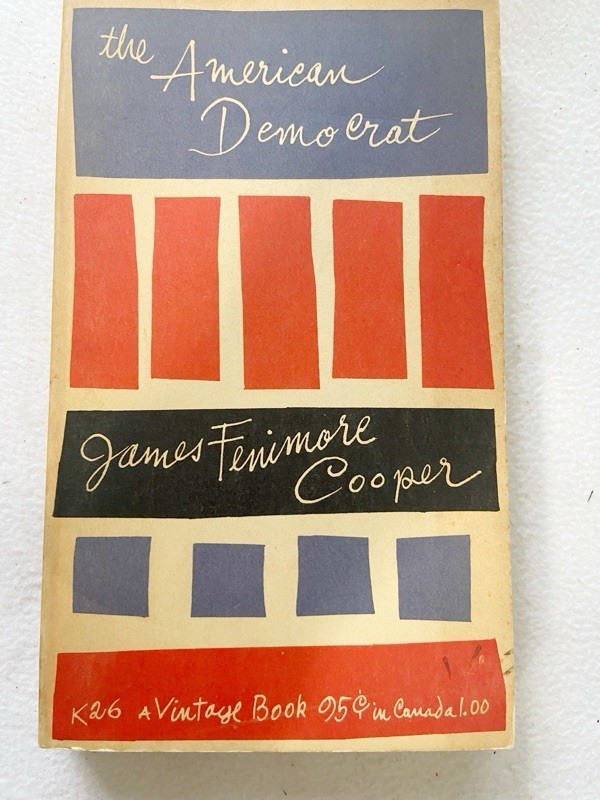 the American
Democrat
James Fenimore
Cooper
K26 A Vintage Book 95¢ in Canada 1.00